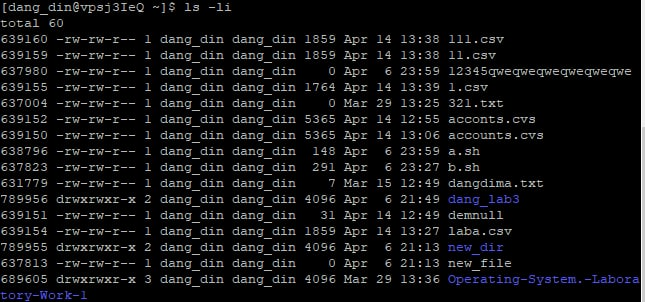 [dang_din@vpsj3IeQ ~]$ ls -li
total 60
639160 -rw-rw-r-- 1 dang_din dang_din 1859 Apr 14 13:38 111.csv
639159 -rw-rw-r-- 1 dang_din dang_din 1859 Apr 14 13:38 11.csv
637980 -rw-rw-r-- 1 dang_din dang_din    0 Apr  6 23:59 12345qweqweqweqweqweqwe
639155 -rw-rw-r-- 1 dang_din dang_din 1764 Apr 14 13:39 1.csv
637004 -rw-rw-r-- 1 dang_din dang_din    0 Mar 29 13:25 321.txt
639152 -rw-rw-r-- 1 dang_din dang_din 5365 Apr 14 12:55 acconts.cvs
639150 -rw-rw-r-- 1 dang_din dang_din 5365 Apr 14 13:06 accounts.cvs
638796 -rw-rw-r-- 1 dang_din dang_din  148 Apr  6 23:59 a.sh
637823 -rw-rw-r-- 1 dang_din dang_din  291 Apr  6 23:27 b.sh
631779 -rw-rw-r-- 1 dang_din dang_din    7 Mar 15 12:49 dangdima.txt
789956 drwxrwxr-x 2 dang_din dang_din 4096 Apr  6 21:49 dang_lab3
639151 -rw-rw-r-- 1 dang_din dang_din   31 Apr 14 12:49 demnull
639154 -rw-rw-r-- 1 dang_din dang_din 1859 Apr 14 13:27 laba.csv
789955 drwxrwxr-x 2 dang_din dang_din 4096 Apr  6 21:13 new_dir
637813 -rw-rw-r-- 1 dang_din dang_din    0 Apr  6 21:13 new_file
689605 drwxrwxr-x 3 dang_din dang_din 4096 Mar 29 13:36 Operating-System.-Labora
tory-Work-1